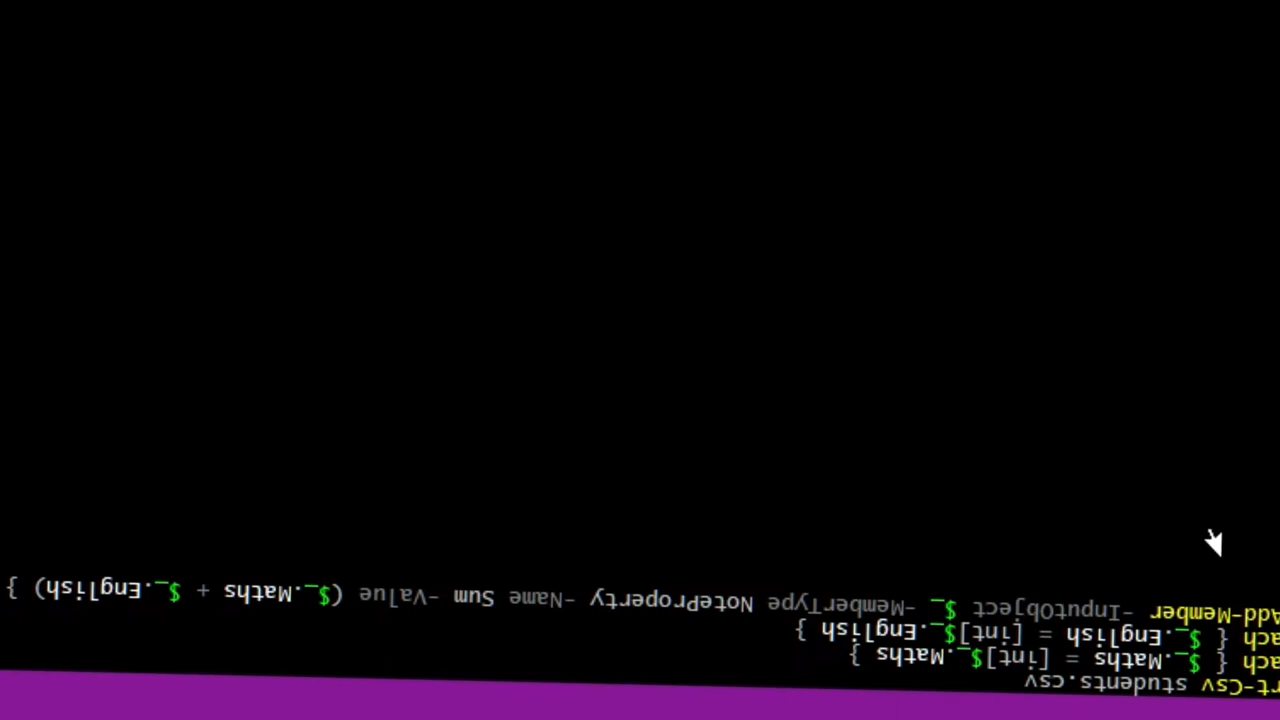 rt-Csv students.csv
ach { $_.Maths = [int]$_.Maths }
ach { $_.English = [int]$_.English }
Add-Member -InputObject $_ -MemberType NoteProperty -Name Sum -Value ($_.Maths + $_.English) }